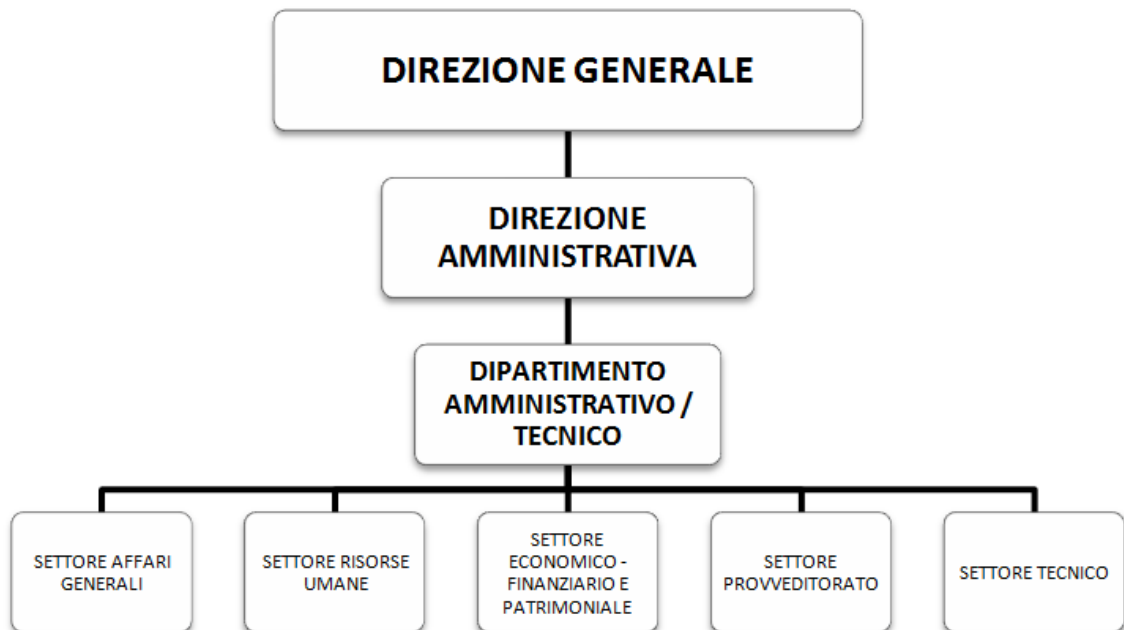 DIREZIONE GENERALE
DIREZIONE
AMMINISTRATIVA
DIPARTIMENTO
AMMINISTRATIVO /
TECNICO
SETTORE AFFARI
GENERALI
SETTORE RISORSE
UMANE
SETTORE
ECONOMICO -
FINANZIARIO E
PATRIMONIALE
SETTORE
PROVVEDITORATO
SETTORE TECNICO